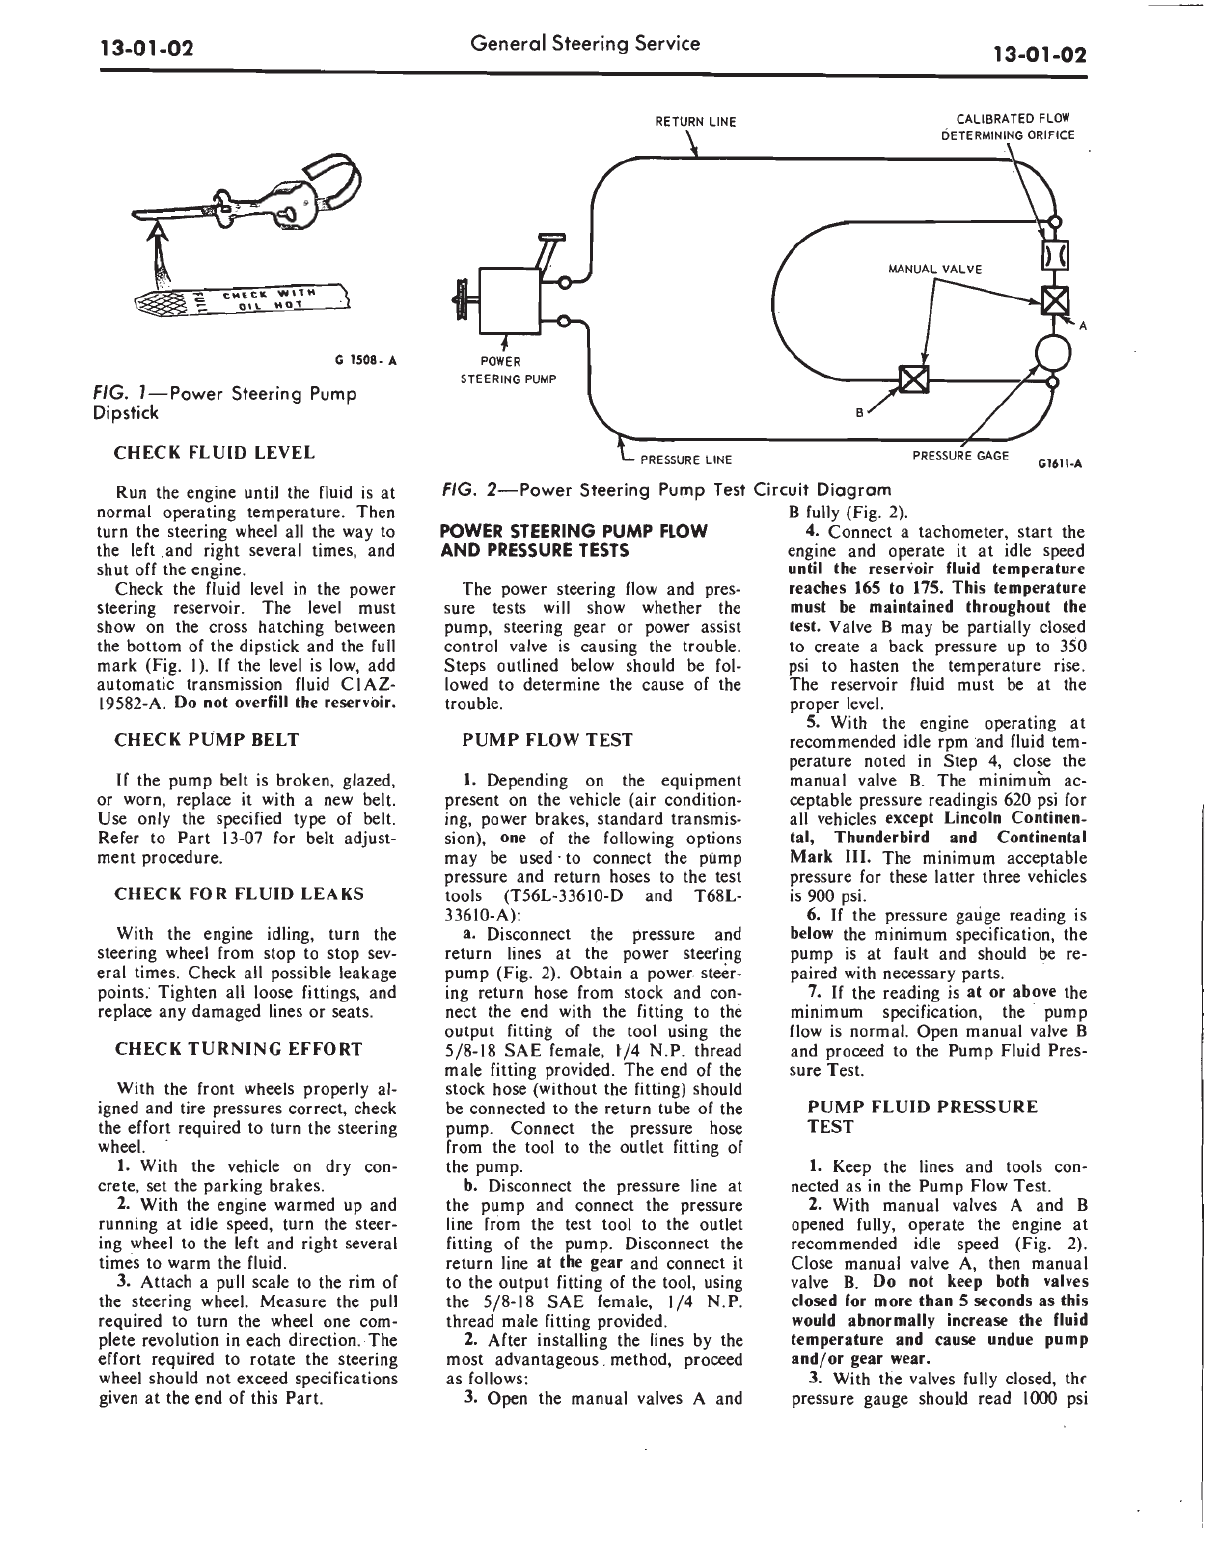 13-01-02
General Steering Service
13-01-02
CHECK WITH
OIL HOT
FULL
G 1508-A
FIG. 1—Power Steering Pump
Dipstick
RETURN LINE
CALIBRATED FLOW
DETERMINING ORIFICE
MANUAL VALVE
A
POWER
STEERING PUMP
B
PRESSURE LINE
PRESSURE GAGE
G1611-A
FIG. 2—Power Steering Pump Test Circuit Diagram
CHECK FLUID LEVEL
Run the engine until the fluid is at
normal operating temperature. Then
turn the steering wheel all the way to
the left and right several times, and
shut off the engine.
Check the fluid level in the power
steering reservoir. The level must
show on the cross hatching between
the bottom of the dipstick and the full
mark (Fig. 1). If the level is low, add
automatic transmission fluid C1AZ-
19582-A. Do not overfill the reservoir.
CHECK PUMP BELT
If the pump belt is broken, glazed,
or worn, replace it with a new belt.
Use only the specified type of belt.
Refer to Part 13-07 for belt adjust-
ment procedure.
CHECK FOR FLUID LEAKS
With the engine idling, turn the
steering wheel from stop to stop sev-
eral times. Check all possible leakage
points. Tighten all loose fittings, and
replace any damaged lines or seats.
CHECK TURNING EFFORT
With the front wheels properly al-
igned and tire pressures correct, check
the effort required to turn the steering
wheel.
1. With the vehicle on dry con-
crete, set the parking brakes.
2. With the engine warmed up and
running at idle speed, turn the steer-
ing wheel to the left and right several
times to warm the fluid.
3. Attach a pull scale to the rim of
the steering wheel. Measure the pull
required to turn the wheel one com-
plete revolution in each direction. The
effort required to rotate the steering
wheel should not exceed specifications
given at the end of this Part.
POWER STEERING PUMP FLOW
AND PRESSURE TESTS
The power steering flow and pres-
sure tests will show whether the
pump, steering gear or power assist
control valve is causing the trouble.
Steps outlined below should be fol-
lowed to determine the cause of the
trouble.
PUMP FLOW TEST
1. Depending on the equipment
present on the vehicle (air condition-
ing, power brakes, standard transmis-
sion), one of the following options
may be used to connect the pump
pressure and return hoses to the test
tools (T56L-33610-D and T68L-
33610-A):
a. Disconnect the pressure and
return lines at the power steering
pump (Fig. 2). Obtain a power steer-
ing return hose from stock and con-
nect the end with the fitting to the
output fitting of the tool using the
5/8-18 SAE female, 1/4 N.P. thread
male fitting provided. The end of the
stock hose (without the fitting) should
be connected to the return tube of the
pump. Connect the pressure hose
from the tool to the outlet fitting of
the pump.
b. Disconnect the pressure line at
the pump and connect the pressure
line from the test tool to the outlet
fitting of the pump. Disconnect the
return line at the gear and connect it
to the output fitting of the tool, using
the 5/8-18 SAE female, 1/4 N.P.
thread male fitting provided.
2. After installing the lines by the
most advantageous method, proceed
as follows:
3. Open the manual valves A and
B fully (Fig. 2).
4. Connect a tachometer, start the
engine and operate it at idle speed
until the reservoir fluid temperature
reaches 165 to 175. This temperature
must be maintained throughout the
test. Valve B may be partially closed
to create a back pressure up to 350
psi to hasten the temperature rise.
The reservoir fluid must be at the
proper level.
5. With the engine operating at
recommended idle rpm and fluid tem-
perature noted in Step 4, close the
manual valve B. The minimum ac-
ceptable pressure readingis 620 psi for
all vehicles except Lincoln Continen-
tal, Thunderbird and Continental
Mark III. The minimum acceptable
pressure for these latter three vehicles
is 900 psi.
6. If the pressure gauge reading is
below the minimum specification, the
pump is at fault and should be re-
paired with necessary parts.
7. If the reading is at or above the
minimum specification, the pump
flow is normal. Open manual valve B
and proceed to the Pump Fluid Pres-
sure Test.
PUMP FLUID PRESSURE
TEST
1. Keep the lines and tools con-
nected as in the Pump Flow Test.
2. With manual valves A and B
opened fully, operate the engine at
recommended idle speed (Fig. 2).
Close manual valve A, then manual
valve B. Do not keep both valves
closed for more than 5 seconds as this
would abnormally increase the fluid
temperature and cause undue pump
and/or gear wear.
3. With the valves fully closed, the
pressure gauge should read 1000 psi